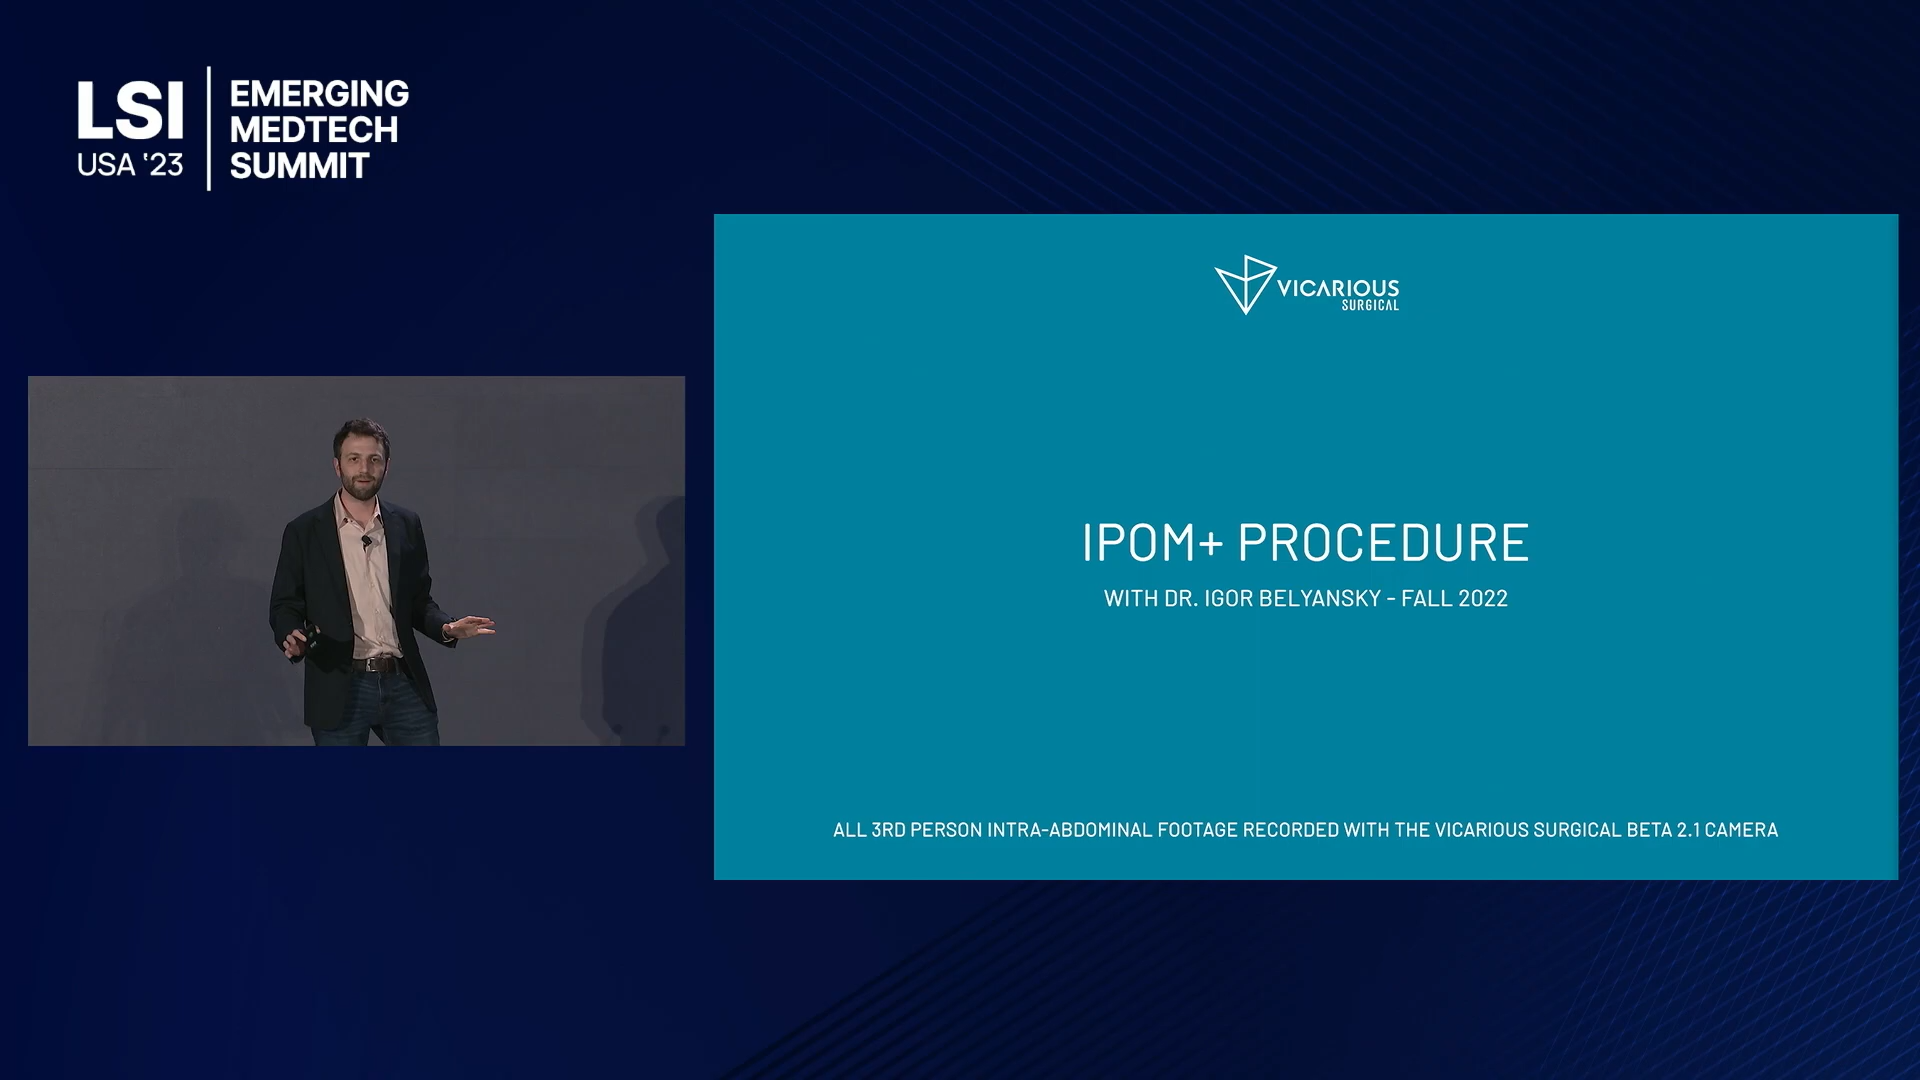 LSI
USA '23
EMERGING
MEDTECH
SUMMIT
VICARIOUS
SURGICAL
IPOM+ PROCEDURE
WITH DR. IGOR BELYANSKY - FALL 2022
ALL 3RD PERSON INTRA-ABDOMINAL FOOTAGE RECORDED WITH THE VICARIOUS SURGICAL BETA 2.1 CAMERA